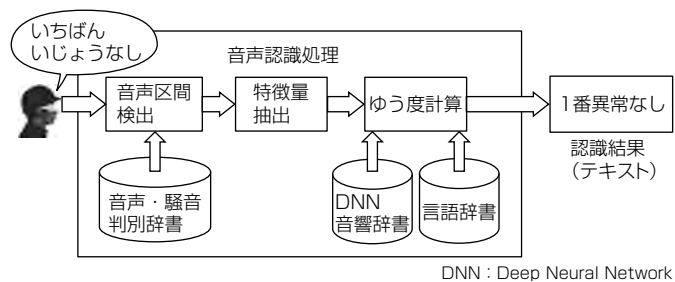 いちばん
いじょうなし
音声認識処理
音声区間
検出
特徴量
抽出
ゆう度計算
1番異常なし
認識結果
（テキスト）
音声・騒音
判別辞書
DNN
音響辞書
言語辞書
DNN：Deep Neural Network